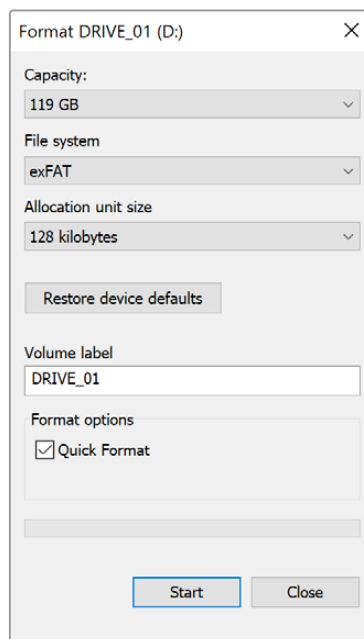 Format DRIVE_01 (D:)
Capacity:
119 GB
File system
exFAT
Allocation unit size
128 kilobytes
Restore device defaults
Volume label
DRIVE_01
Format options
Quick Format
Start Close